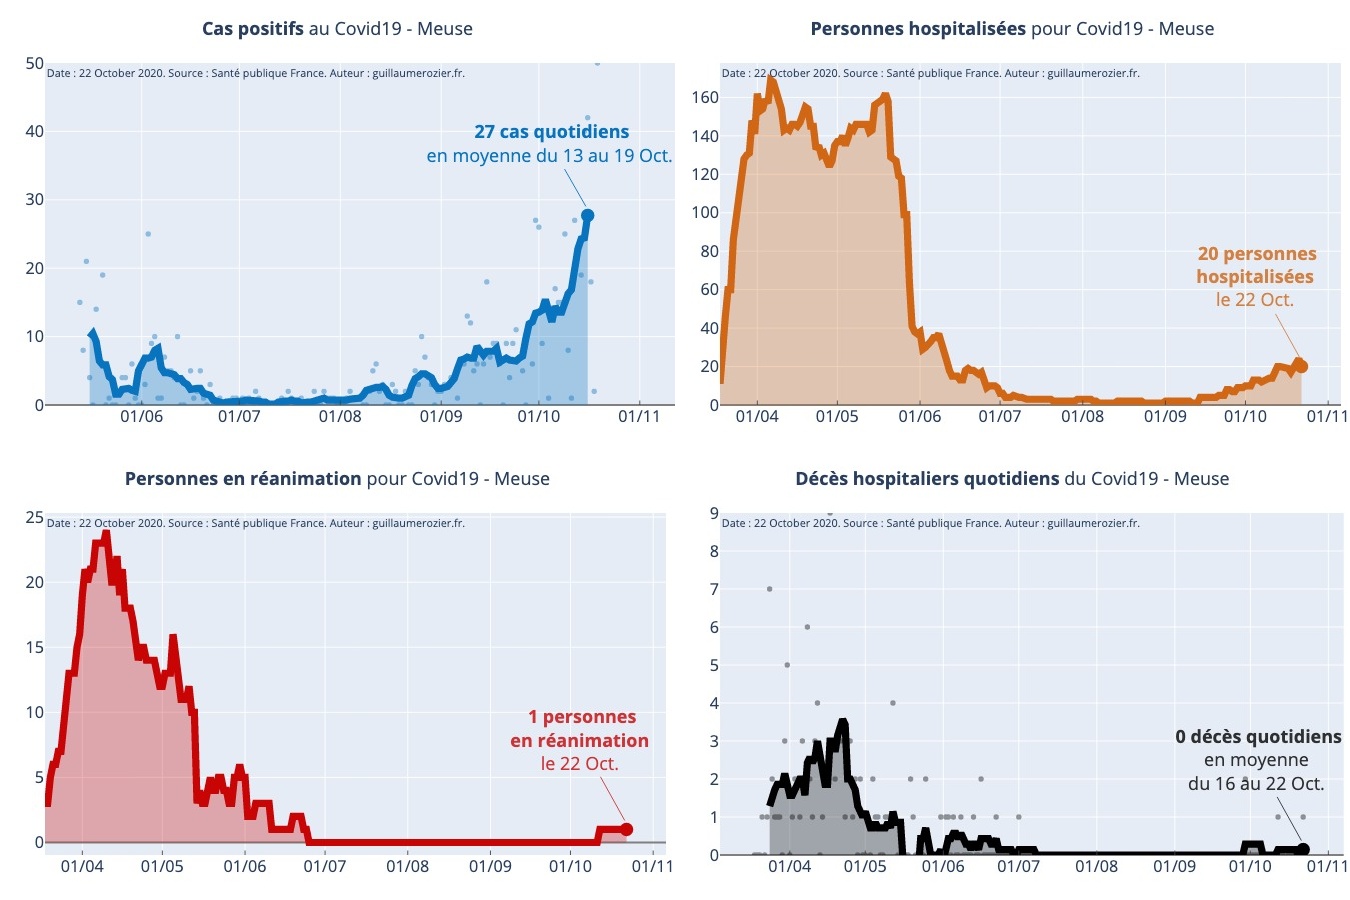 Cas positifs au Covid19 - Meuse
Date : 22 October 2020. Source : Santé publique France. Auteur : guillaumerozier.fr.
50
40
30
20
10
0
27 cas quotidiens
en moyenne du 13 au 19 Oct.
01/06 01/07 01/08 01/09 01/10 01/11
Personnes hospitalisées pour Covid19 - Meuse
Date : 22 October 2020. Source : Santé publique France. Auteur : guillaumerozier.fr.
160
140
120
100
80
60
40
20
0
20 personnes
hospitalisées
le 22 Oct.
01/04 01/05 01/06 01/07 01/08 01/09 01/10 01/11
Personnes en réanimation pour Covid19 - Meuse
Date : 22 October 2020. Source : Santé publique France. Auteur : guillaumerozier.fr.
25
20
15
10
5
0
1 personnes
en réanimation
le 22 Oct.
01/04 01/05 01/06 01/07 01/08 01/09 01/10 01/11
Décès hospitaliers quotidiens du Covid19 - Meuse
Date : 22 October 2020. Source : Santé publique France. Auteur : guillaumerozier.fr.
9
8
7
6
5
4
3
2
1
0
0 décès quotidiens
en moyenne
du 16 au 22 Oct.
01/04 01/05 01/06 01/07 01/08 01/09 01/10 01/11